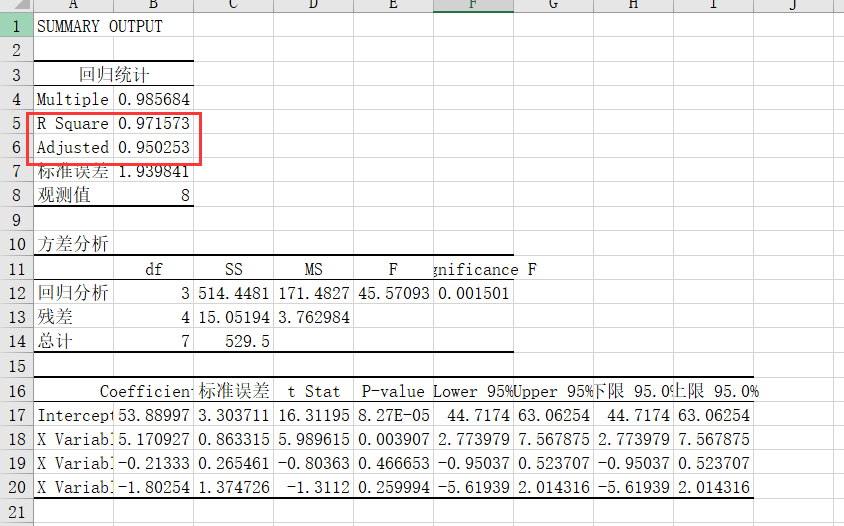 A B C D E F G H I J
1 SUMMARY OUTPUT
2
3 回归统计
4 Multiple 0.985684
5 R Square 0.971573
6 Adjusted 0.950253
7 标准误差 1.939841
8 观测值 8
9
10 方差分析
11 df SS MS F gnificance F
12 回归分析 3 514.4481 171.4827 45.57093 0.001501
13 残差 4 15.05194 3.762984
14 总计 7 529.5
15
16 Coefficien 标准误差 t Stat P-value Lower 95% Upper 95% 下限 95.0% 上限 95.0%
17 Intercept 53.88997 3.303711 16.31195 8.27E-05 44.7174 63.06254 44.7174 63.06254
18 X Variabl 5.170927 0.863315 5.989615 0.003907 2.773979 7.567875 2.773979 7.567875
19 X Variabl -0.21333 0.265461 -0.80363 0.466653 -0.95037 0.523707 -0.95037 0.523707
20 X Variabl -1.80254 1.374726 -1.3112 0.259994 -5.61939 2.014316 -5.61939 2.014316
21